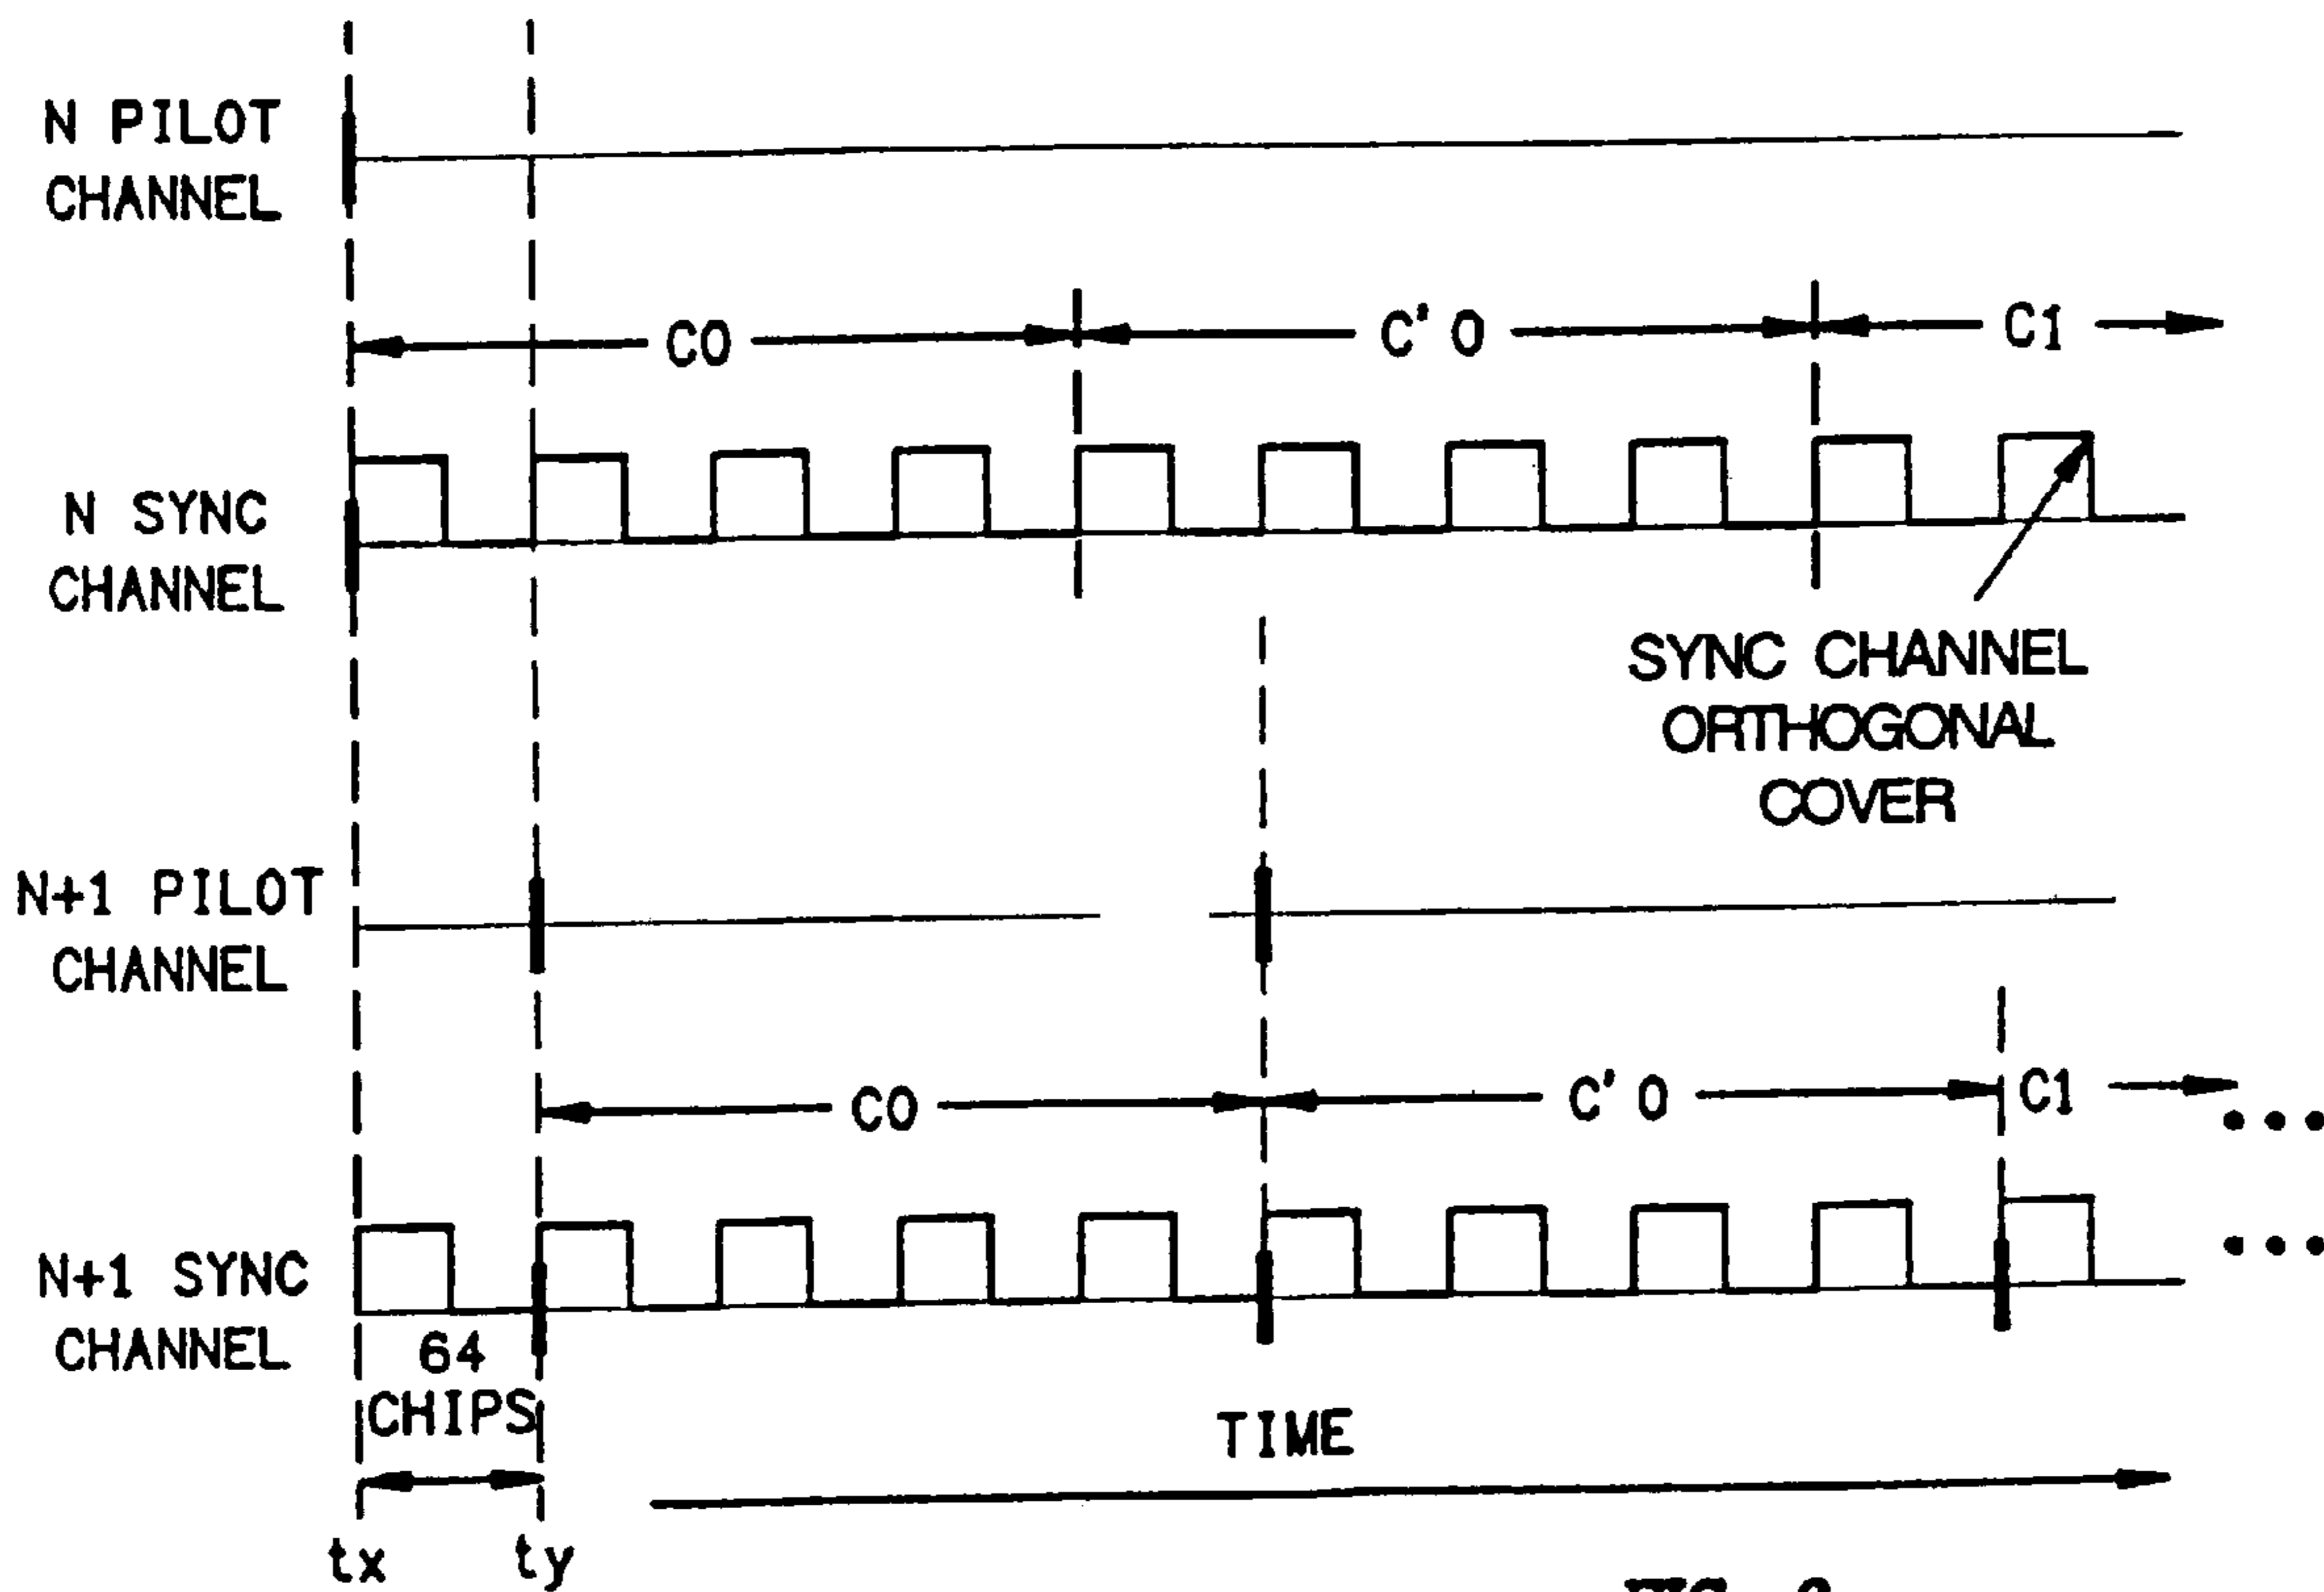 N PILOT
CHANNEL
C0 C'0 C1
N SYNC
CHANNEL
SYNC CHANNEL
ORTHOGONAL
COVER
N+1 PILOT
CHANNEL
C0 C'0 C1
...
N+1 SYNC
CHANNEL
...
64
CHIPS
TIME
tx ty